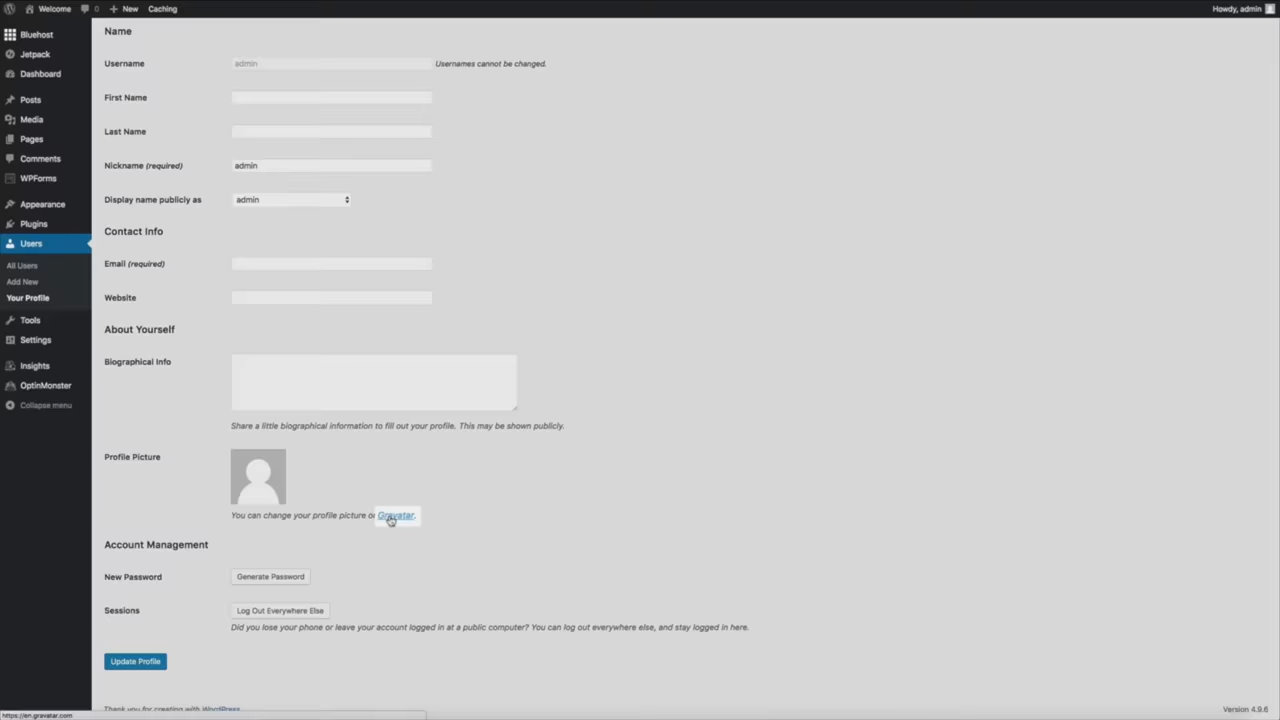 Welcome 0 New Caching Howdy, admin
Bluehost
Jetpack
Dashboard
Posts
Media
Pages
Comments
WPForms
Appearance
Plugins
Users
All Users
Add New
Your Profile
Tools
Settings
Insights
OptinMonster
Collapse menu
Name
Username admin Usernames cannot be changed.
First Name
Last Name
Nickname (required) admin
Display name publicly as admin
Contact Info
Email (required)
Website
About Yourself
Biographical Info
Share a little biographical information to fill out your profile. This may be shown publicly.
Profile Picture
You can change your profile picture on Gravatar.
Account Management
New Password Generate Password
Sessions Log Out Everywhere Else
Did you lose your phone or leave your account logged in at a public computer? You can log out everywhere else, and stay logged in here.
Update Profile
Thank you for creating with WordPress. Version 4.9.6
https://en.gravatar.com